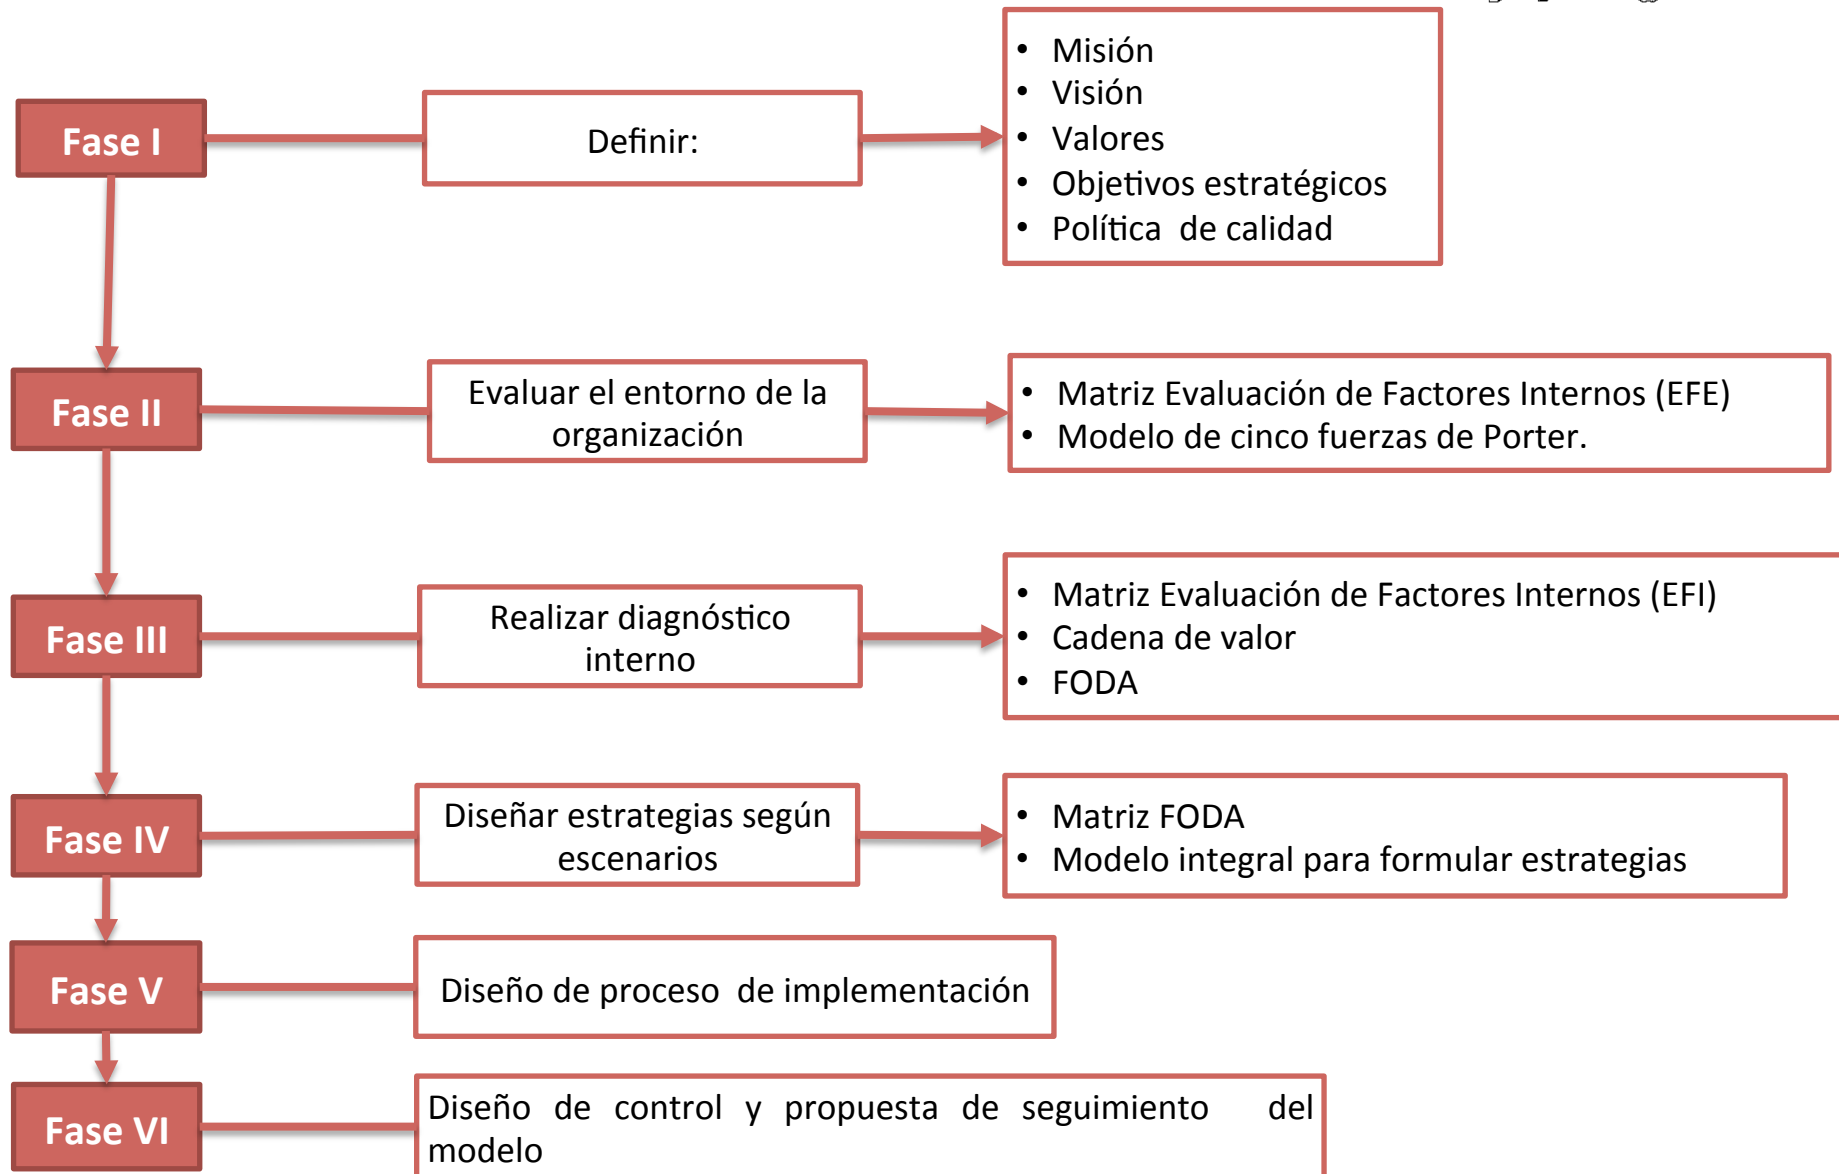 Fase I
Definir:
• Misión
• Visión
• Valores
• Objetivos estratégicos
• Política de calidad
Fase II
Evaluar el entorno de la
organización
• Matriz Evaluación de Factores Internos (EFE)
• Modelo de cinco fuerzas de Porter.
Fase III
Realizar diagnóstico
interno
• Matriz Evaluación de Factores Internos (EFI)
• Cadena de valor
• FODA
Fase IV
Diseñar estrategias según
escenarios
• Matriz FODA
• Modelo integral para formular estrategias
Fase V
Diseño de proceso de implementación
Fase VI
Diseño de control y propuesta de seguimiento del
modelo